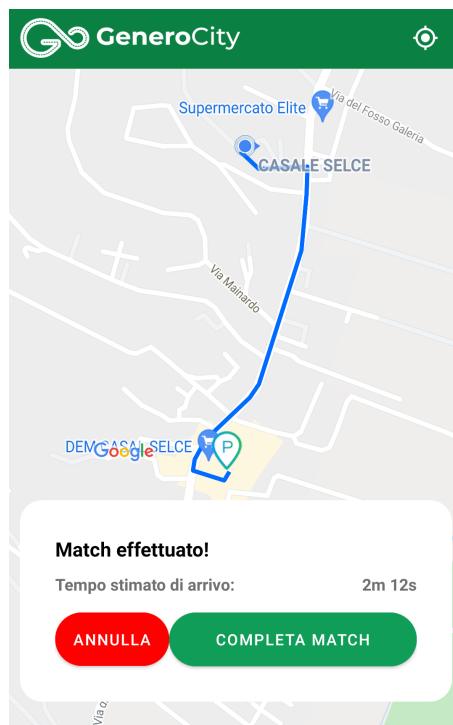 GeneroCity
Supermercato Elite
Via del Fosso Galeria
CASALE SELCE
Via Mainardo
DEM CASAL SELCE
Google
P
Match effettuato!
Tempo stimato di arrivo: 2m 12s
ANNULLA COMPLETA MATCH